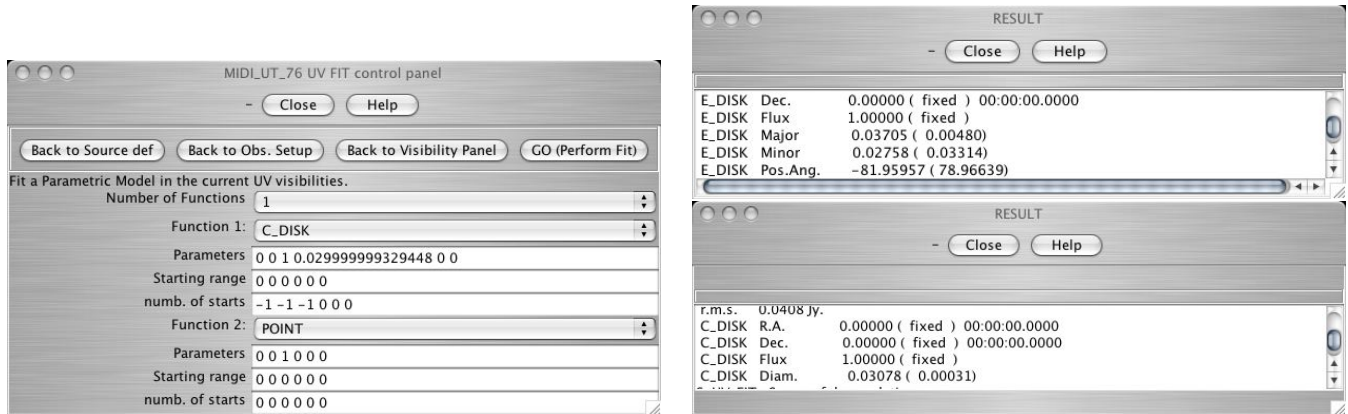 MIDI_UT_76 UV FIT control panel
- Close Help
Back to Source def Back to Obs. Setup Back to Visibility Panel GO (Perform Fit)
Fit a Parametric Model in the current UV visibilities.
Number of Functions 1
Function 1: C_DISK
Parameters 0 0 1 0.029999999329448 0 0
Starting range 0 0 0 0 0 0
numb. of starts -1 -1 -1 0 0 0
Function 2: POINT
Parameters 0 0 1 0 0 0
Starting range 0 0 0 0 0 0
numb. of starts 0 0 0 0 0 0
RESULT
- Close Help
E_DISK Dec. 0.00000 ( fixed ) 00:00:00.0000
E_DISK Flux 1.00000 ( fixed )
E_DISK Major 0.03705 ( 0.00480)
E_DISK Minor 0.02758 ( 0.03314)
E_DISK Pos.Ang. -81.95957 ( 78.96639)
RESULT
- Close Help
r.m.s. 0.0408 Jy.
C_DISK R.A. 0.00000 ( fixed ) 00:00:00.0000
C_DISK Dec. 0.00000 ( fixed ) 00:00:00.0000
C_DISK Flux 1.00000 ( fixed )
C_DISK Diam. 0.03078 ( 0.00031)